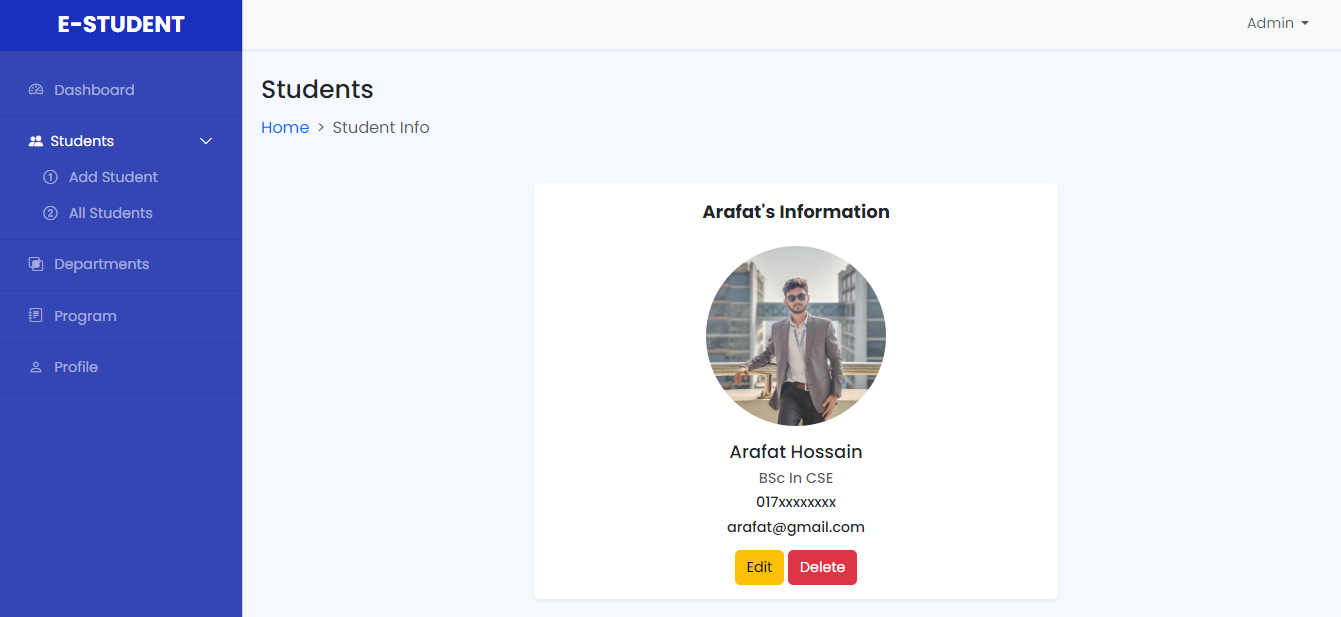 E-STUDENT
Admin
Dashboard
Students
1 Add Student
2 All Students
Departments
Program
Profile
Students
Home > Student Info
Arafat's Information
Arafat Hossain
BSc In CSE
017xxxxxxxx
arafat@gmail.com
Edit Delete